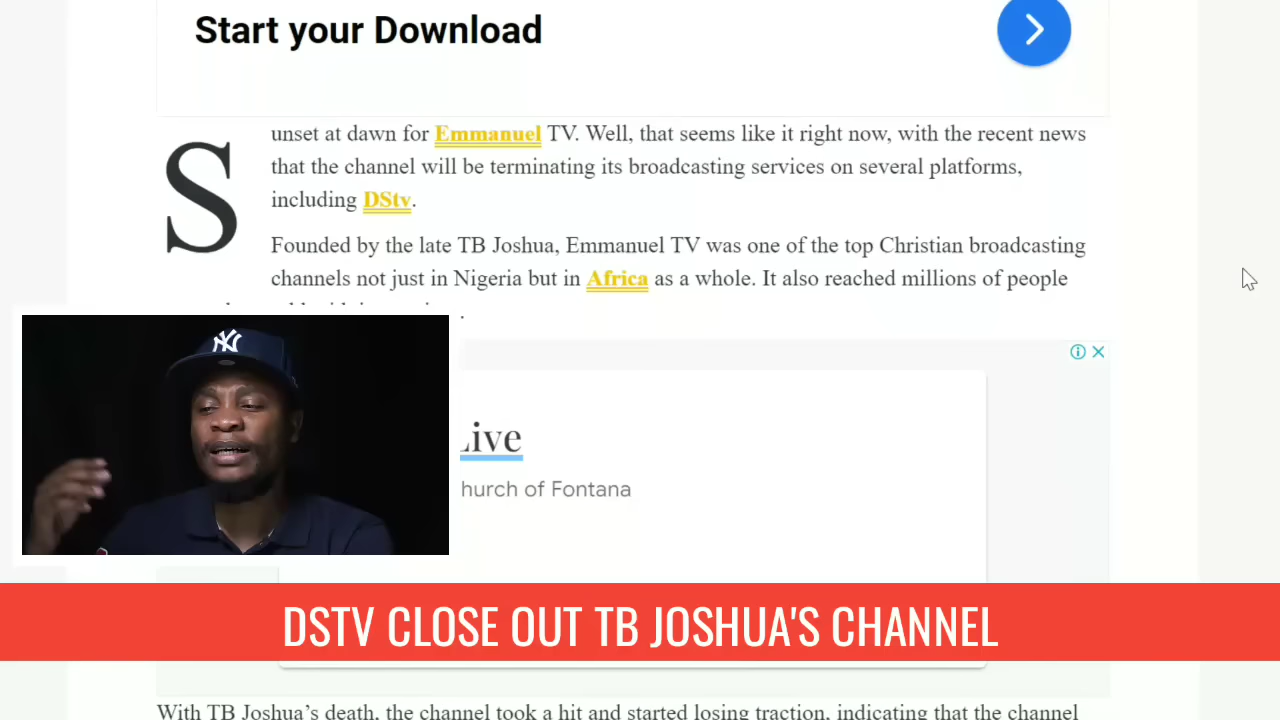 Start your Download
Sunset at dawn for Emmanuel TV. Well, that seems like it right now, with the recent news
that the channel will be terminating its broadcasting services on several platforms,
including DStv.
Founded by the late TB Joshua, Emmanuel TV was one of the top Christian broadcasting
channels not just in Nigeria but in Africa as a whole. It also reached millions of people
NY
Live
hurch of Fontana
DSTV CLOSE OUT TB JOSHUA'S CHANNEL
With TB Joshua’s death, the channel took a hit and started losing traction, indicating that the channel